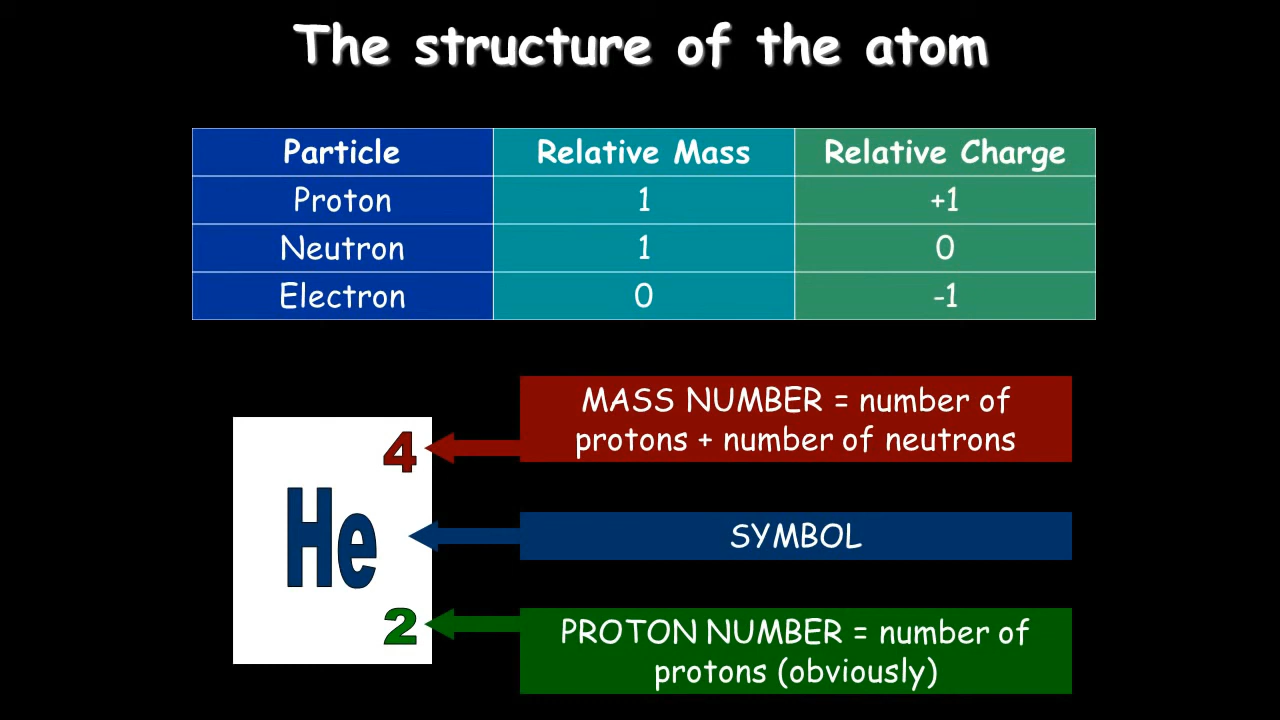 The structure of the atom
Particle Relative Mass Relative Charge
Proton 1 +1
Neutron 1 0
Electron 0 -1
MASS NUMBER = number of
protons + number of neutrons
4
He
SYMBOL
2
PROTON NUMBER = number of
protons (obviously)